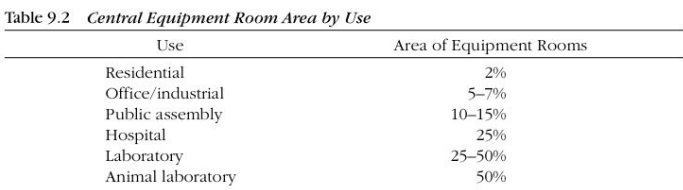 Table 9.2 Central Equipment Room Area by Use
Use Area of Equipment Rooms
Residential 2%
Office/industrial 5–7%
Public assembly 10–15%
Hospital 25%
Laboratory 25–50%
Animal laboratory 50%